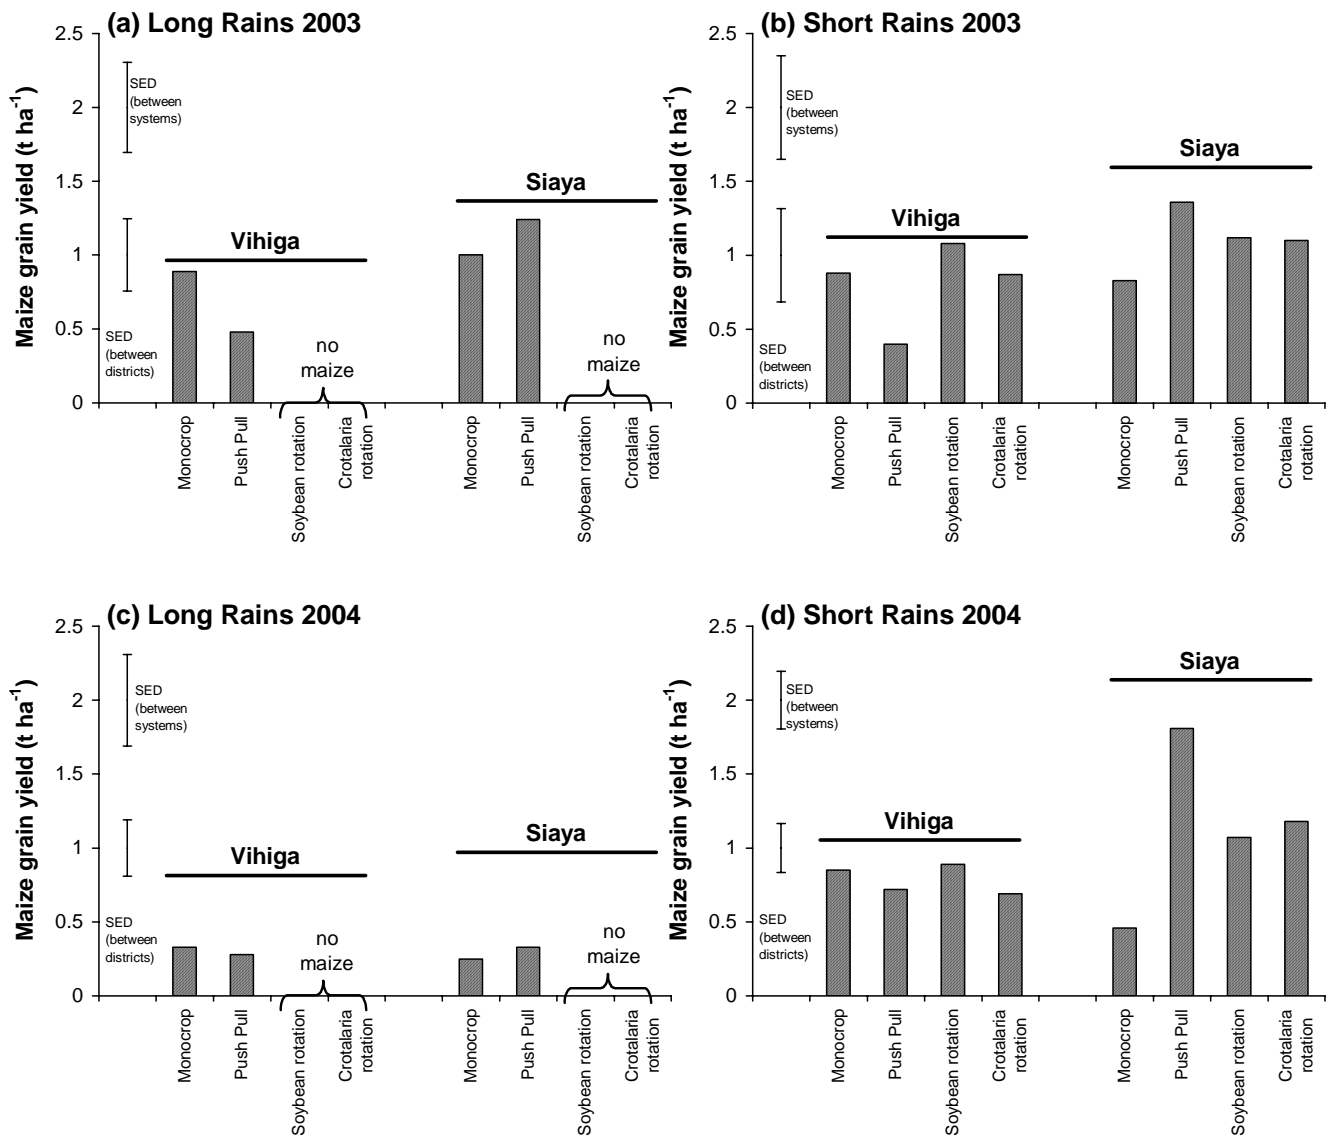 (a) Long Rains 2003
Maize grain yield (t ha-1)
2.5
2
1.5
1
0.5
0
SED
(between
systems)
SED
(between
districts)
Vihiga
Siaya
no
maize
no
maize
Monocrop
Push Pull
Soybean rotation
Crotalaria
rotation
Monocrop
Push Pull
Soybean rotation
Crotalaria
rotation
(b) Short Rains 2003
Maize grain yield (t ha-1)
2.5
2
1.5
1
0.5
0
SED
(between
systems)
SED
(between
districts)
Vihiga
Siaya
Monocrop
Push Pull
Soybean rotation
Crotalaria
rotation
Monocrop
Push Pull
Soybean rotation
Crotalaria
rotation
(c) Long Rains 2004
Maize grain yield (t ha-1)
2.5
2
1.5
1
0.5
0
SED
(between
systems)
SED
(between
districts)
Vihiga
Siaya
no
maize
no
maize
Monocrop
Push Pull
Soybean rotation
Crotalaria
rotation
Monocrop
Push Pull
Soybean rotation
Crotalaria
rotation
(d) Short Rains 2004
Maize grain yield (t ha-1)
2.5
2
1.5
1
0.5
0
SED
(between
systems)
SED
(between
districts)
Vihiga
Siaya
Monocrop
Push Pull
Soybean rotation
Crotalaria
rotation
Monocrop
Push Pull
Soybean rotation
Crotalaria
rotation